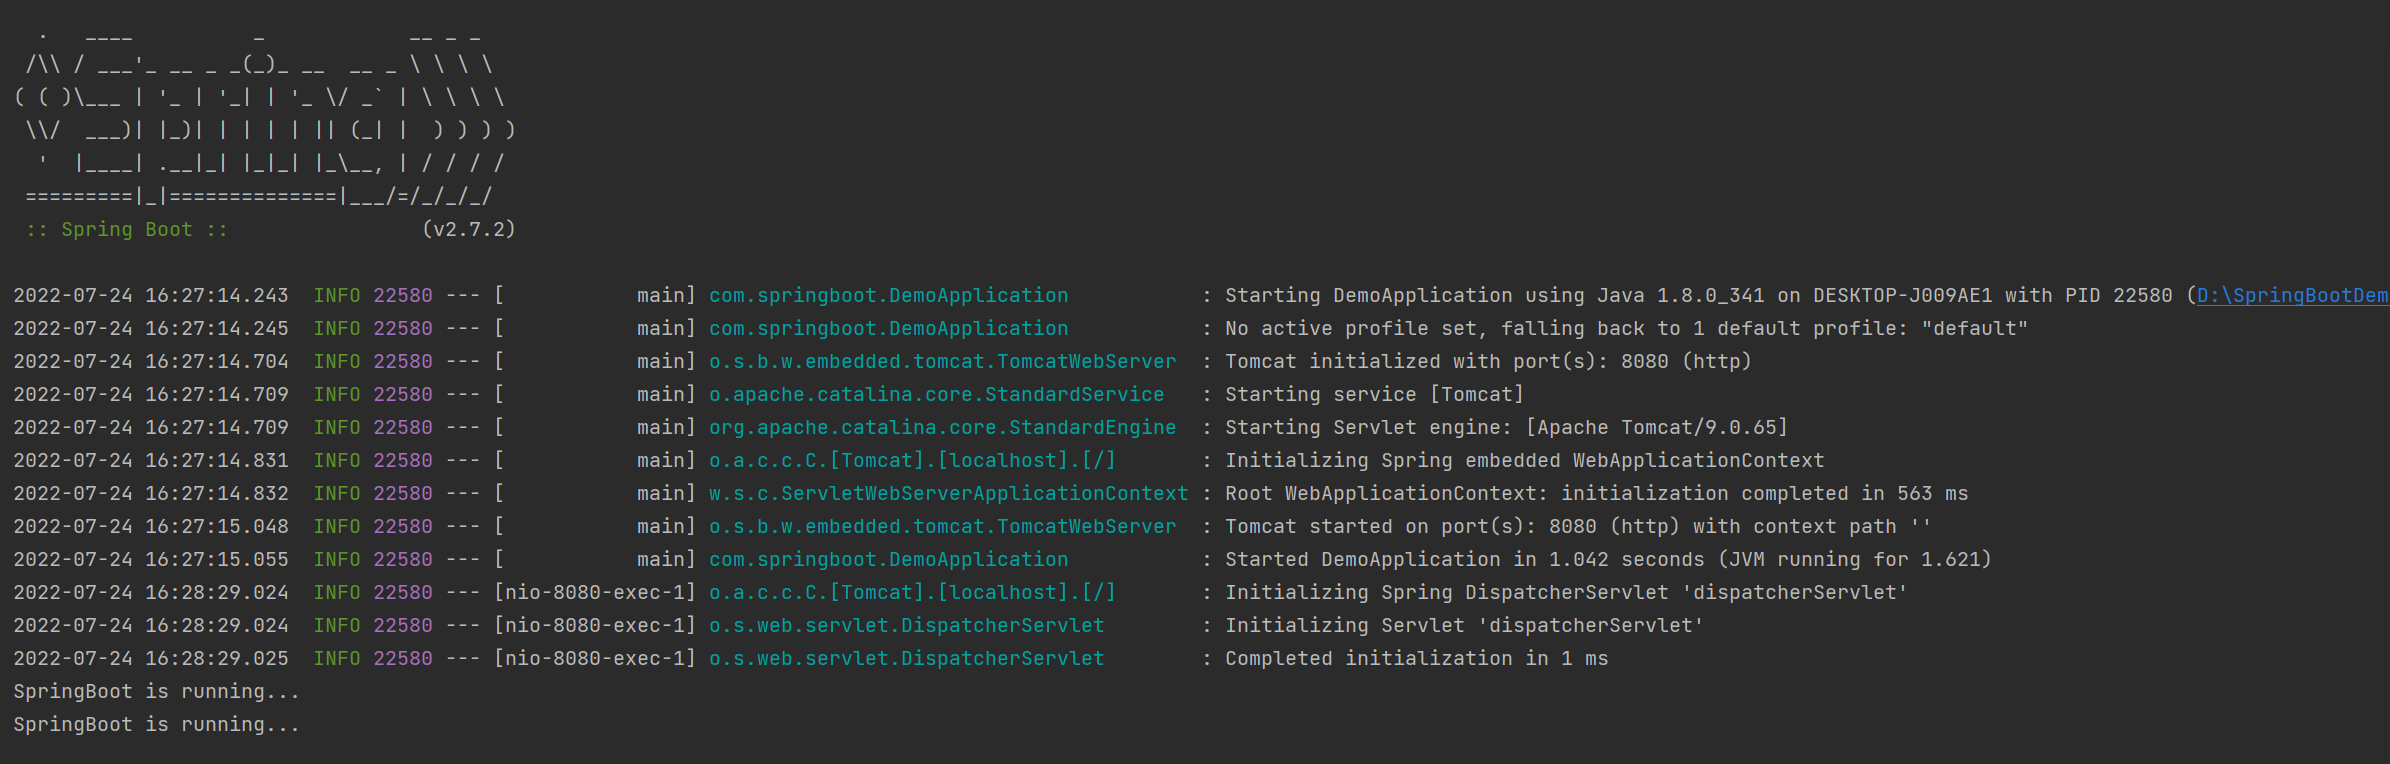 .   ____          _            __ _ _
 /\\ / ___'_ __ _ _(_)_ __  __ _ \ \ \ \
( ( )\___ | '_ | '_| | '_ \/ _` | \ \ \ \
 \\/  ___)| |_)| | | | | || (_| |  ) ) ) )
  '  |____| .__|_| |_|_| |_\__, | / / / /
 =========|_|==============|___/=/_/_/_/
 :: Spring Boot ::                (v2.7.2)

2022-07-24 16:27:14.243  INFO 22580 --- [           main] com.springboot.DemoApplication           : Starting DemoApplication using Java 1.8.0_341 on DESKTOP-J009AE1 with PID 22580 (D:\SpringBootDem
2022-07-24 16:27:14.245  INFO 22580 --- [           main] com.springboot.DemoApplication           : No active profile set, falling back to 1 default profile: "default"
2022-07-24 16:27:14.704  INFO 22580 --- [           main] o.s.b.w.embedded.tomcat.TomcatWebServer  : Tomcat initialized with port(s): 8080 (http)
2022-07-24 16:27:14.709  INFO 22580 --- [           main] o.apache.catalina.core.StandardService   : Starting service [Tomcat]
2022-07-24 16:27:14.709  INFO 22580 --- [           main] org.apache.catalina.core.StandardEngine  : Starting Servlet engine: [Apache Tomcat/9.0.65]
2022-07-24 16:27:14.831  INFO 22580 --- [           main] o.a.c.c.C.[Tomcat].[localhost].[/]       : Initializing Spring embedded WebApplicationContext
2022-07-24 16:27:14.832  INFO 22580 --- [           main] w.s.c.ServletWebServerApplicationContext : Root WebApplicationContext: initialization completed in 563 ms
2022-07-24 16:27:15.048  INFO 22580 --- [           main] o.s.b.w.embedded.tomcat.TomcatWebServer  : Tomcat started on port(s): 8080 (http) with context path ''
2022-07-24 16:27:15.055  INFO 22580 --- [           main] com.springboot.DemoApplication           : Started DemoApplication in 1.042 seconds (JVM running for 1.621)
2022-07-24 16:28:29.024  INFO 22580 --- [nio-8080-exec-1] o.a.c.c.C.[Tomcat].[localhost].[/]       : Initializing Spring DispatcherServlet 'dispatcherServlet'
2022-07-24 16:28:29.024  INFO 22580 --- [nio-8080-exec-1] o.s.web.servlet.DispatcherServlet        : Initializing Servlet 'dispatcherServlet'
2022-07-24 16:28:29.025  INFO 22580 --- [nio-8080-exec-1] o.s.web.servlet.DispatcherServlet        : Completed initialization in 1 ms
SpringBoot is running...
SpringBoot is running...